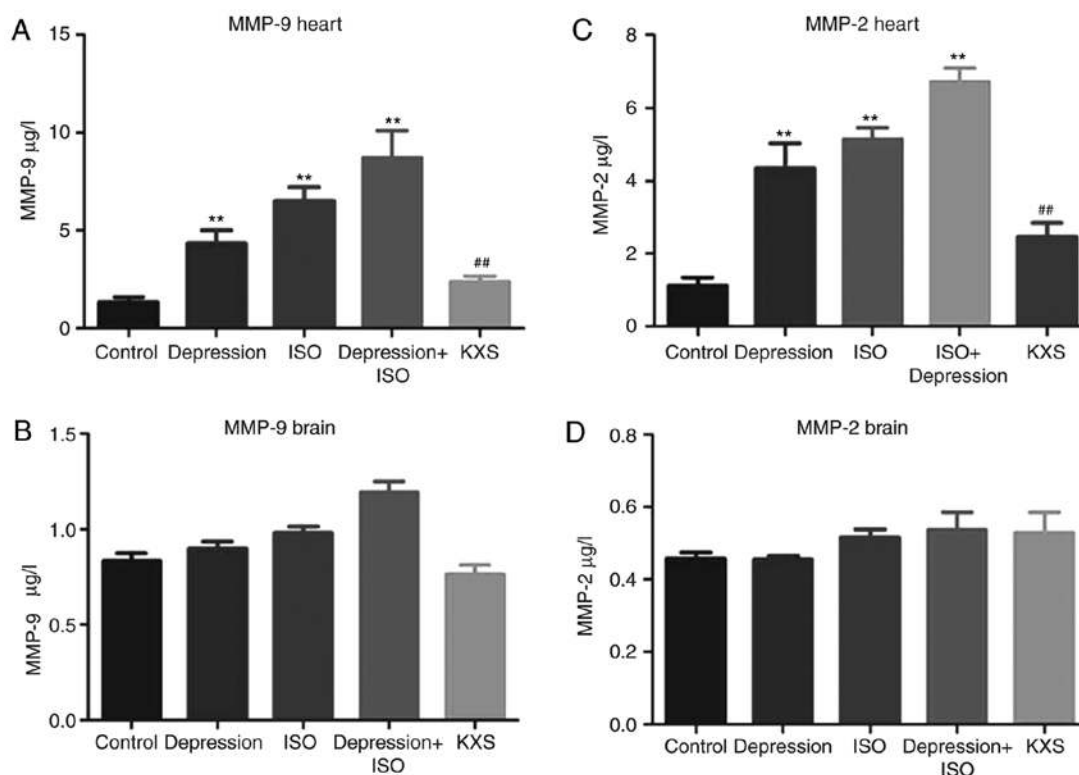 A
MMP-9 heart
MMP-9 µg/l
15
10
5
0
**
**
**
##
Control Depression ISO Depression+ KXS
ISO
C
MMP-2 heart
MMP-2 µg/l
8
6
4
2
0
**
**
**
##
Control Depression ISO ISO+ KXS
Depression
B
MMP-9 brain
MMP-9 µg/l
1.5
1.0
0.5
0.0
Control Depression ISO Depression+ KXS
ISO
D
MMP-2 brain
MMP-2 µg/l
0.8
0.6
0.4
0.2
0.0
Control Depression ISO Depression+ KXS
ISO